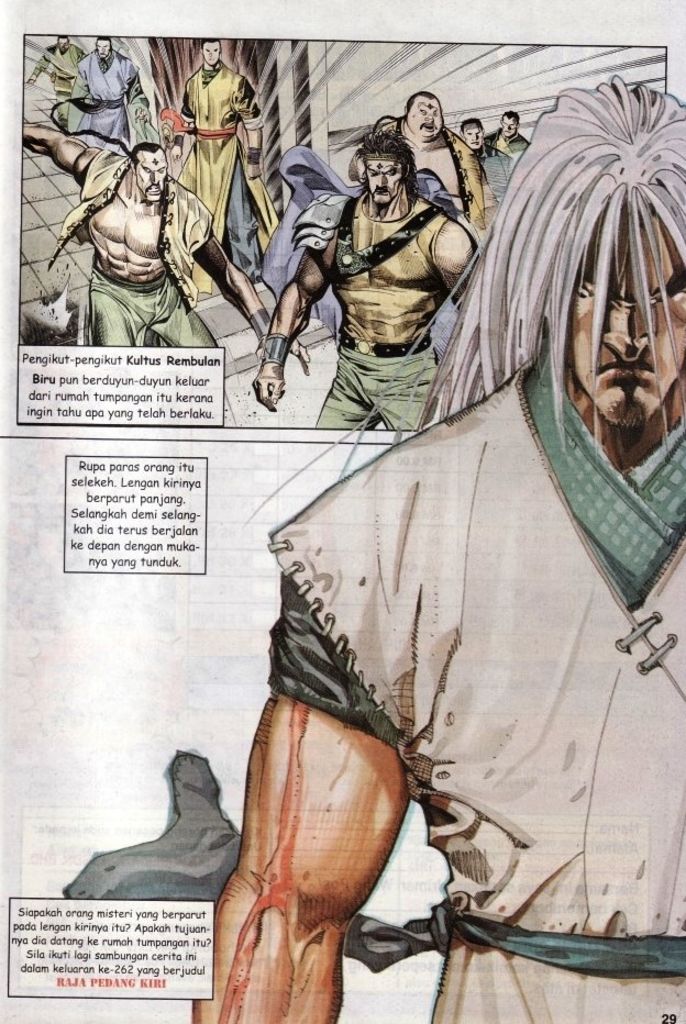 Pengikut-pengikut Kultus Rembulan
Biru pun berduyun-duyun keluar
dari rumah tumpangan itu kerana
ingin tahu apa yang telah berlaku.
Rupa paras orang itu
selekeh. Lengan kirinya
berparut panjang.
Selangkah demi selang-
kah dia terus berjalan
ke depan dengan muka-
nya yang tunduk.
Siapakah orang misteri yang berparut
pada lengan kirinya itu? Apakah tujuan-
nya dia datang ke rumah tumpangan itu?
Sila ikuti lagi sambungan cerita ini
dalam keluaran ke-262 yang berjudul
RAJA PEDANG KIRI
29